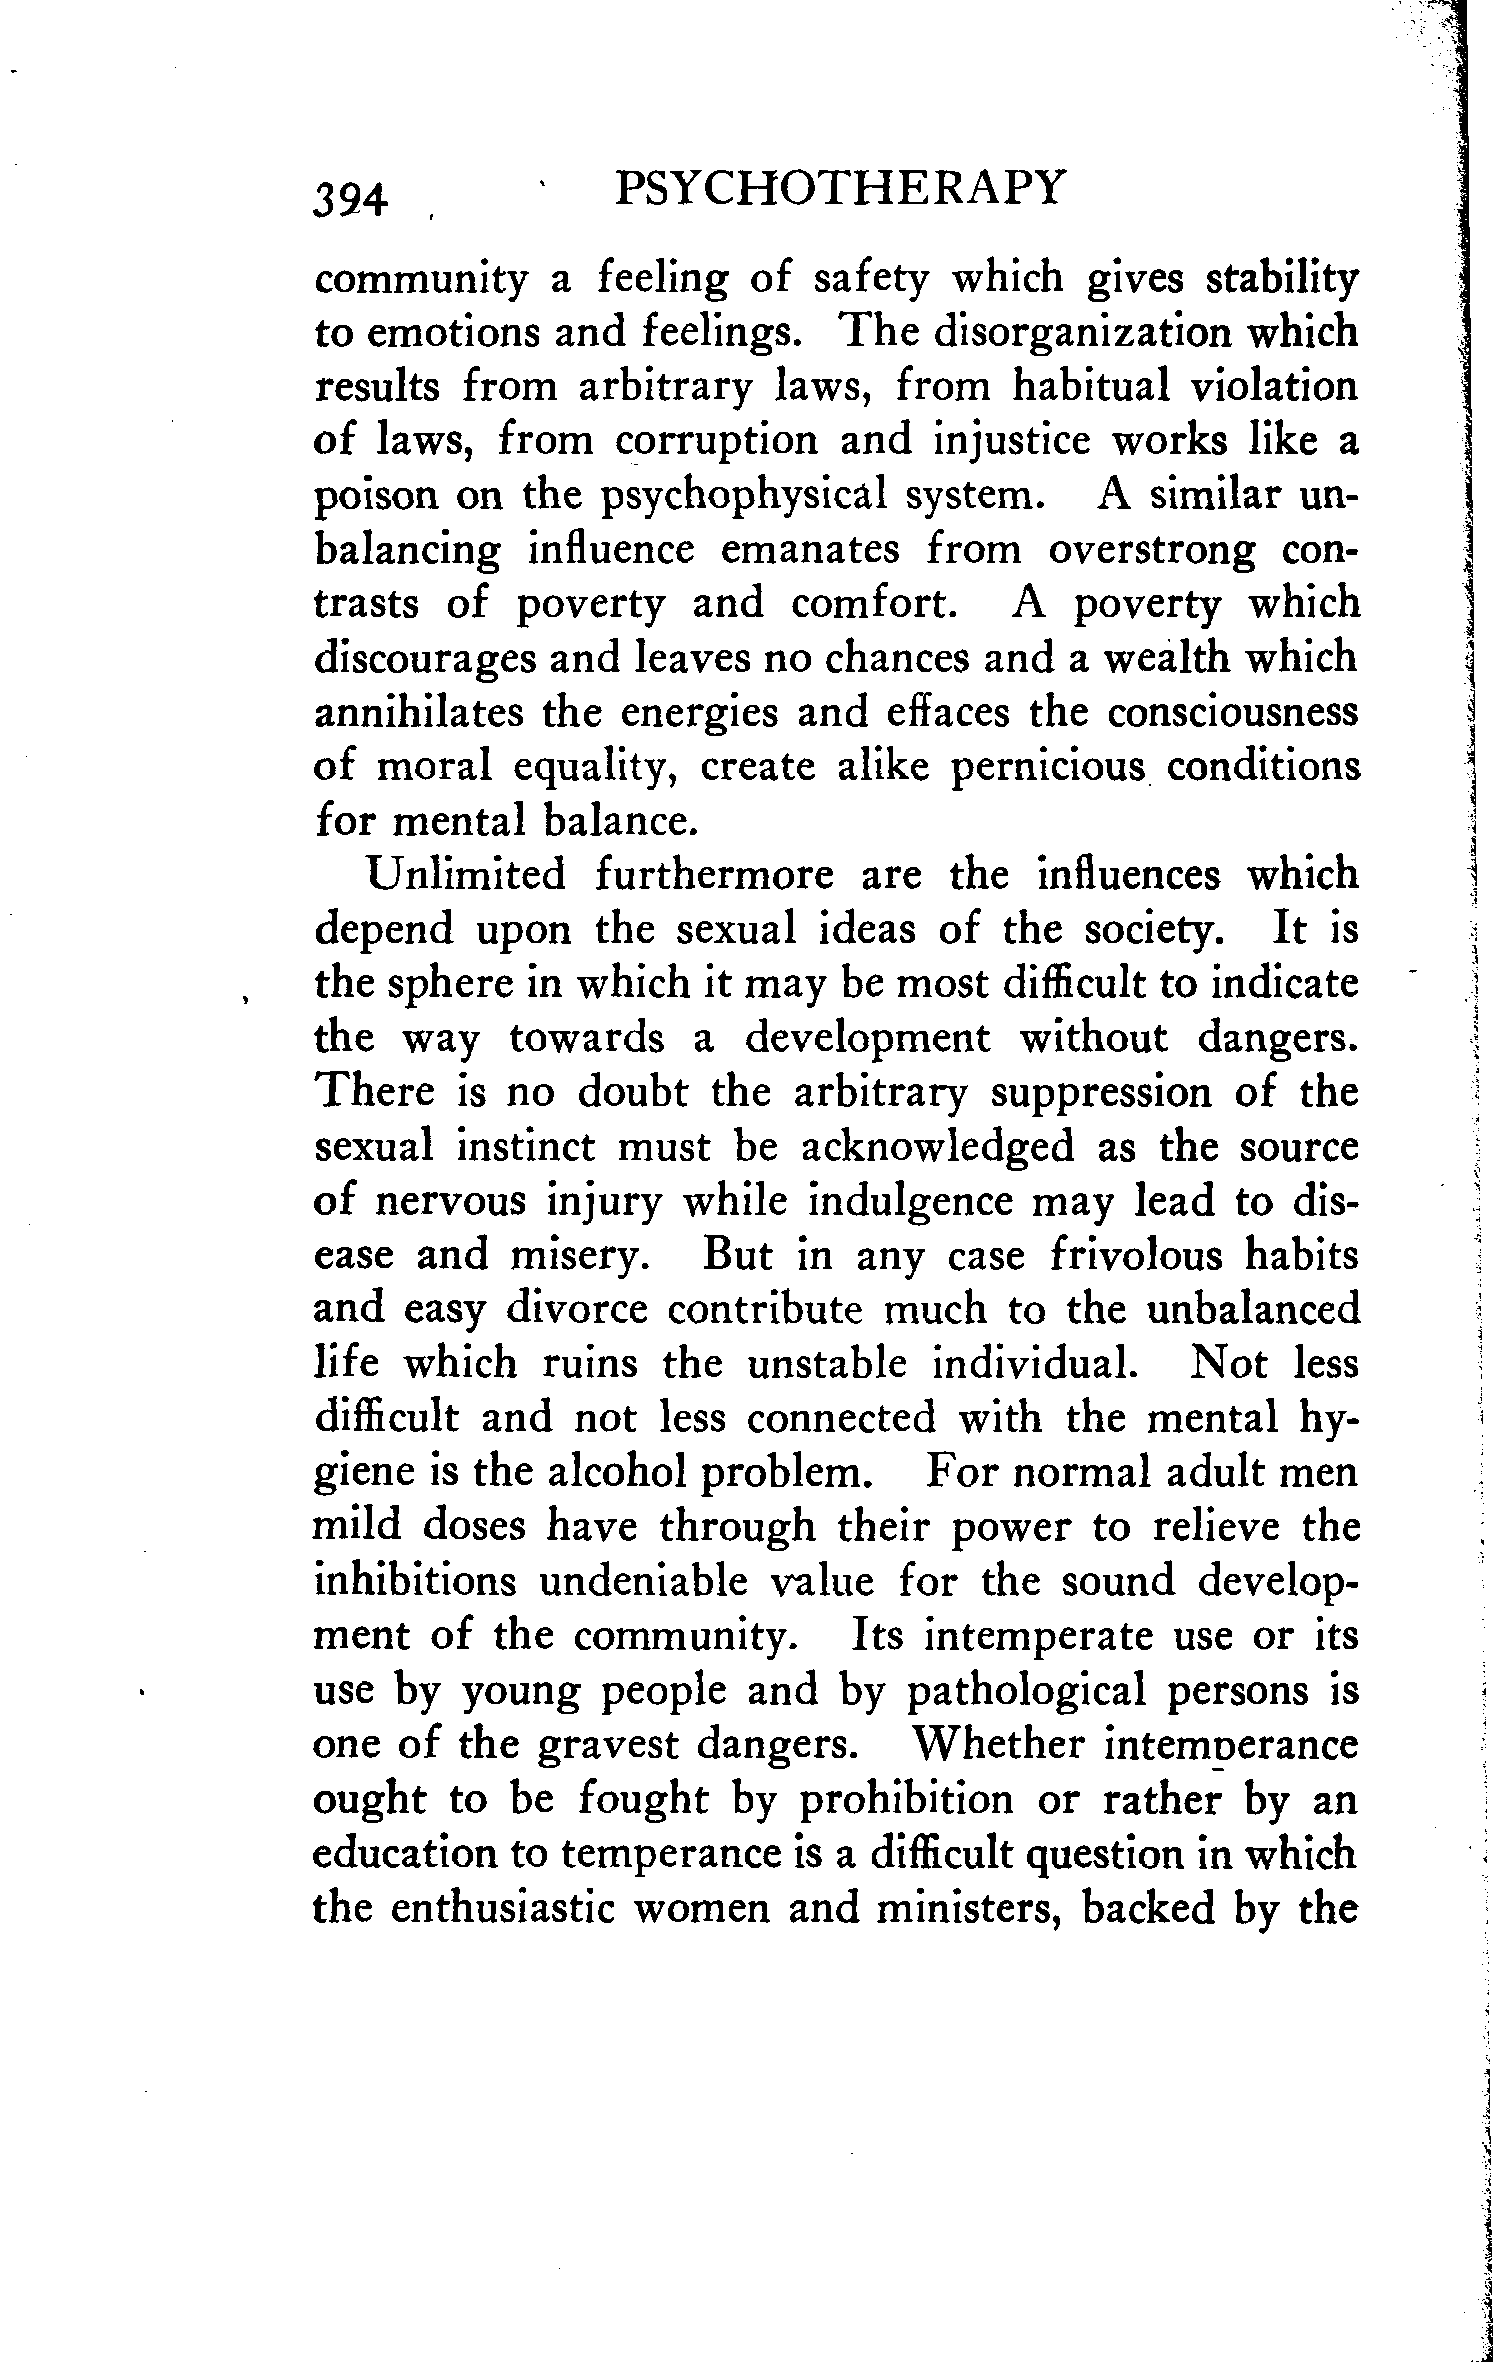 394 PSYCHOTHERAPY
community a feeling of safety which gives stability
to emotions and feelings. The disorganization which
results from arbitrary laws, from habitual violation
of laws, from corruption and injustice works like a
poison on the psychophysical system. A similar un-
balancing influence emanates from overstrong con-
trasts of poverty and comfort. A poverty which
discourages and leaves no chances and a wealth which
annihilates the energies and effaces the consciousness
of moral equality, create alike pernicious conditions
for mental balance.
Unlimited furthermore are the influences which
depend upon the sexual ideas of the society. It is
the sphere in which it may be most difficult to indicate
the way towards a development without dangers.
There is no doubt the arbitrary suppression of the
sexual instinct must be acknowledged as the source
of nervous injury while indulgence may lead to dis-
ease and misery. But in any case frivolous habits
and easy divorce contribute much to the unbalanced
life which ruins the unstable individual. Not less
difficult and not less connected with the mental hy-
giene is the alcohol problem. For normal adult men
mild doses have through their power to relieve the
inhibitions undeniable value for the sound develop-
ment of the community. Its intemperate use or its
use by young people and by pathological persons is
one of the gravest dangers. Whether intemperance
ought to be fought by prohibition or rather by an
education to temperance is a difficult question in which
the enthusiastic women and ministers, backed by the